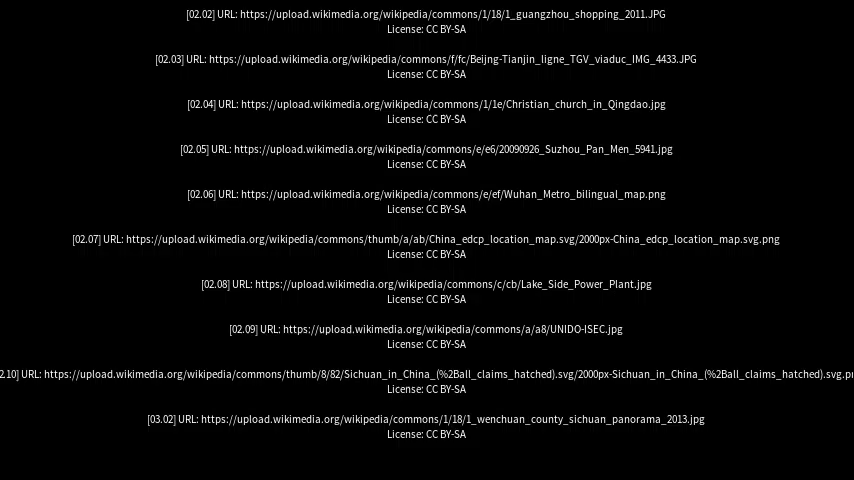 [02.02] URL: https://upload.wikimedia.org/wikipedia/commons/1/18/1_guangzhou_shopping_2011.JPG
License: CC BY-SA
[02.03] URL: https://upload.wikimedia.org/wikipedia/commons/f/fc/Beijng-Tianjin_ligne_TGV_viaduc_IMG_4433.JPG
License: CC BY-SA
[02.04] URL: https://upload.wikimedia.org/wikipedia/commons/1/1e/Christian_church_in_Qingdao.jpg
License: CC BY-SA
[02.05] URL: https://upload.wikimedia.org/wikipedia/commons/e/e6/20090926_Suzhou_Pan_Men_5941.jpg
License: CC BY-SA
[02.06] URL: https://upload.wikimedia.org/wikipedia/commons/e/ef/Wuhan_Metro_bilingual_map.png
License: CC BY-SA
[02.07] URL: https://upload.wikimedia.org/wikipedia/commons/thumb/a/ab/China_edcp_location_map.svg/2000px-China_edcp_location_map.svg.png
License: CC BY-SA
[02.08] URL: https://upload.wikimedia.org/wikipedia/commons/c/cb/Lake_Side_Power_Plant.jpg
License: CC BY-SA
[02.09] URL: https://upload.wikimedia.org/wikipedia/commons/a/a8/UNIDO-ISEC.jpg
License: CC BY-SA
2.10] URL: https://upload.wikimedia.org/wikipedia/commons/thumb/8/82/Sichuan_in_China_(%2Ball_claims_hatched).svg/2000px-Sichuan_in_China_(%2Ball_claims_hatched).svg.pn
License: CC BY-SA
[03.02] URL: https://upload.wikimedia.org/wikipedia/commons/1/18/1_wenchuan_county_sichuan_panorama_2013.jpg
License: CC BY-SA